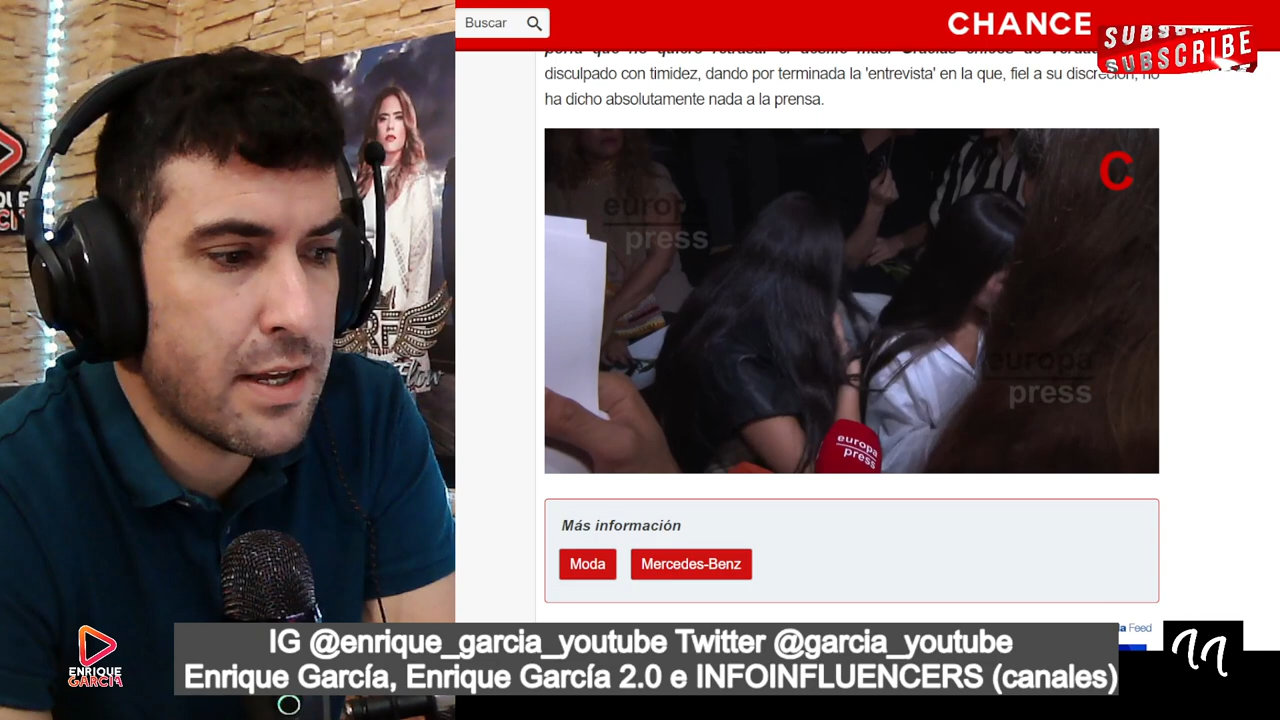 Buscar
CHANCE
SUBSCRIBE
SUBSCRIBE
disculpado con timidez, dando por terminada la 'entrevista' en la que, fiel a su discreción, no
ha dicho absolutamente nada a la prensa.
C
europa
press
europa
press
europa
press
Más información
Moda
Mercedes-Benz
Feed
IG @enrique_garcia_youtube Twitter @garcia_youtube
Enrique García, Enrique García 2.0 e INFOINFLUENCERS (canales)
ENRIQUE
GARCÍA